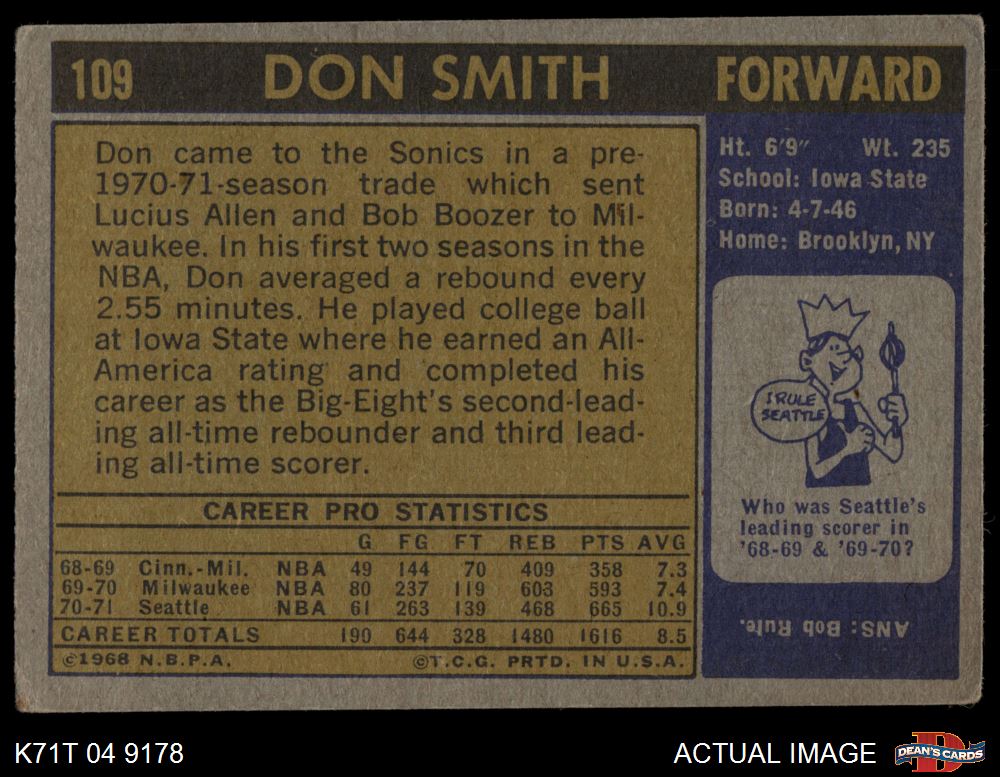 109 DON SMITH FORWARD
Don came to the Sonics in a pre-
1970-71-season trade which sent
Lucius Allen and Bob Boozer to Mil-
waukee. In his first two seasons in the
NBA, Don averaged a rebound every
2.55 minutes. He played college ball
at Iowa State where he earned an All-
America rating and completed his
career as the Big-Eight's second-lead-
ing all-time rebounder and third lead-
ing all-time scorer.
CAREER PRO STATISTICS
G FG FT REB PTS AVG
68-69 Cinn.-Mil. NBA 49 144 70 409 358 7.3
69-70 Milwaukee NBA 80 237 119 603 593 7.4
70-71 Seattle NBA 61 263 139 468 665 10.9
CAREER TOTALS 190 644 328 1480 1616 8.5
©1968 N.B.P.A. ©T.C.G. PRTD. IN U.S.A.
Ht. 6'9" Wt. 235
School: Iowa State
Born: 4-7-46
Home: Brooklyn, NY
I RULE
SEATTLE
Who was Seattle's
leading scorer in
'68-69 & '69-70?
ANS: Bob Rule.
K71T 04 9178 ACTUAL IMAGE D DEAN'S CARDS